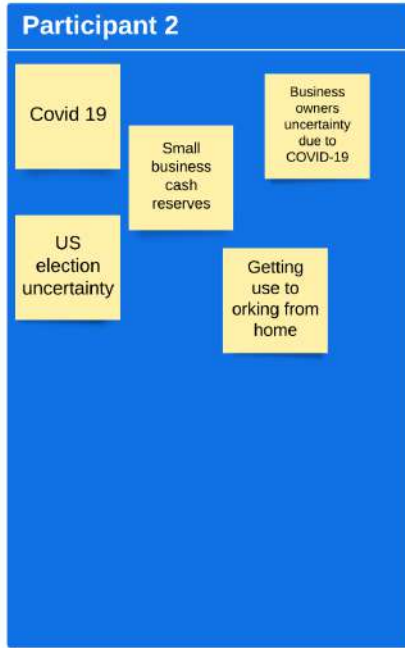 Participant 2
Covid 19
Small
business
cash
reserves
Business
owners
uncertainty
due to
COVID-19
US
election
uncertainty
Getting
use to
orking from
home